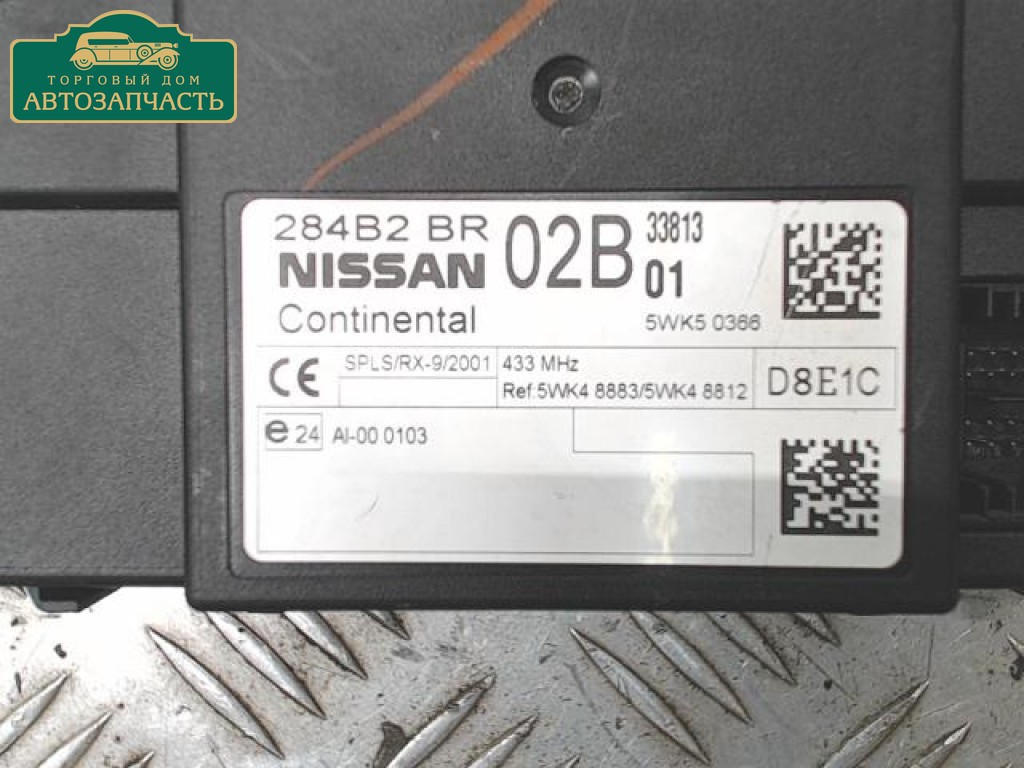 ТОРГОВЫЙ ДОМ
АВТОЗАПЧАСТЬ
284B2 BR 02B 33813
NISSAN 01
Continental 5WK5 0366
CE SPLS/RX-9/2001 433 MHz
Ref:5WK4 8883/5WK4 8812 D8E1C
e 24 AI-00 0103